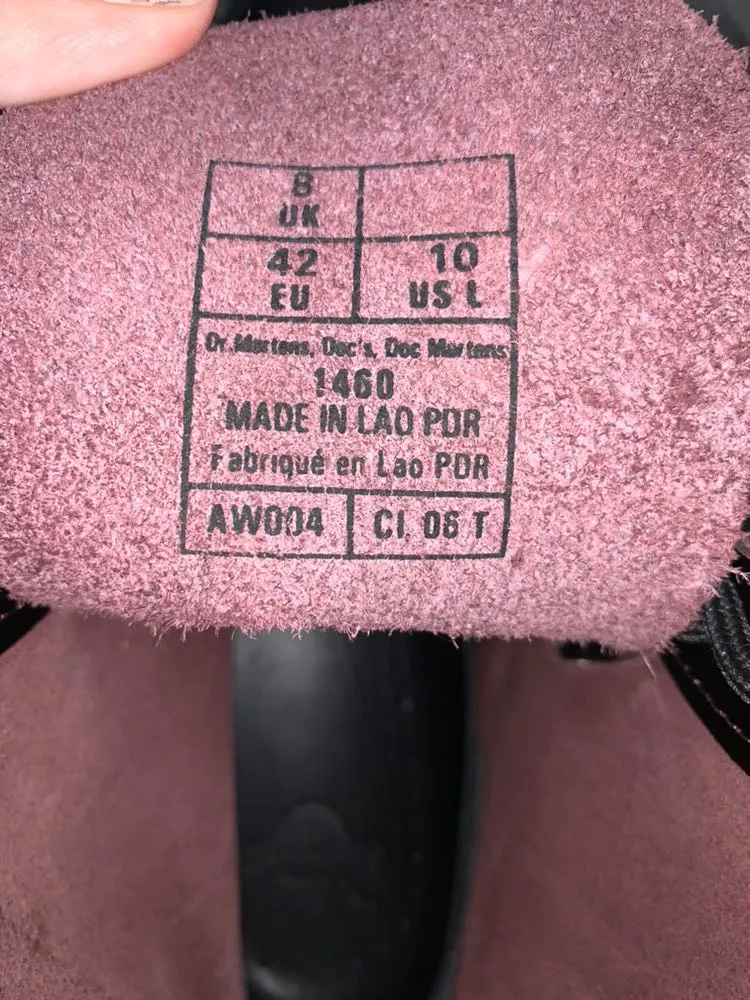 8
UK
42
EU
10
US L
Dr. Martens, Doc's, Doc Martens
1460
MADE IN LAO PDR
Fabriqué en Lao PDR
AW004
CI 06 T